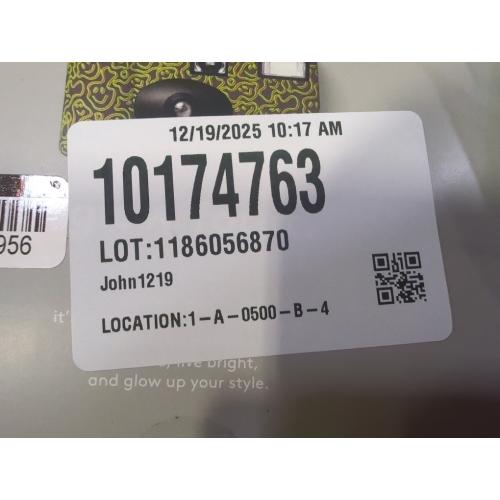 12/19/2025 10:17 AM
10174763
LOT:1186056870
John1219
LOCATION:1-A-0500-B-4
956
it's
live bright,
and glow up your style.